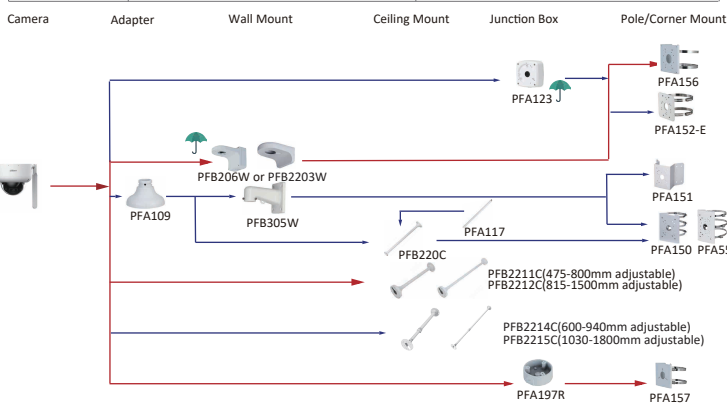 Camera Adapter Wall Mount Ceiling Mount Junction Box Pole/Corner Mount
PFA156
PFA123
PFA152-E
PFB206W or PFB2203W
PFA151
PFA109
PFB305W
PFA117
PFB220C
PFA150
PFB2211C(475-800mm adjustable)
PFB2212C(815-1500mm adjustable)
PFB2214C(600-940mm adjustable)
PFB2215C(1030-1800mm adjustable)
PFA197R
PFA157